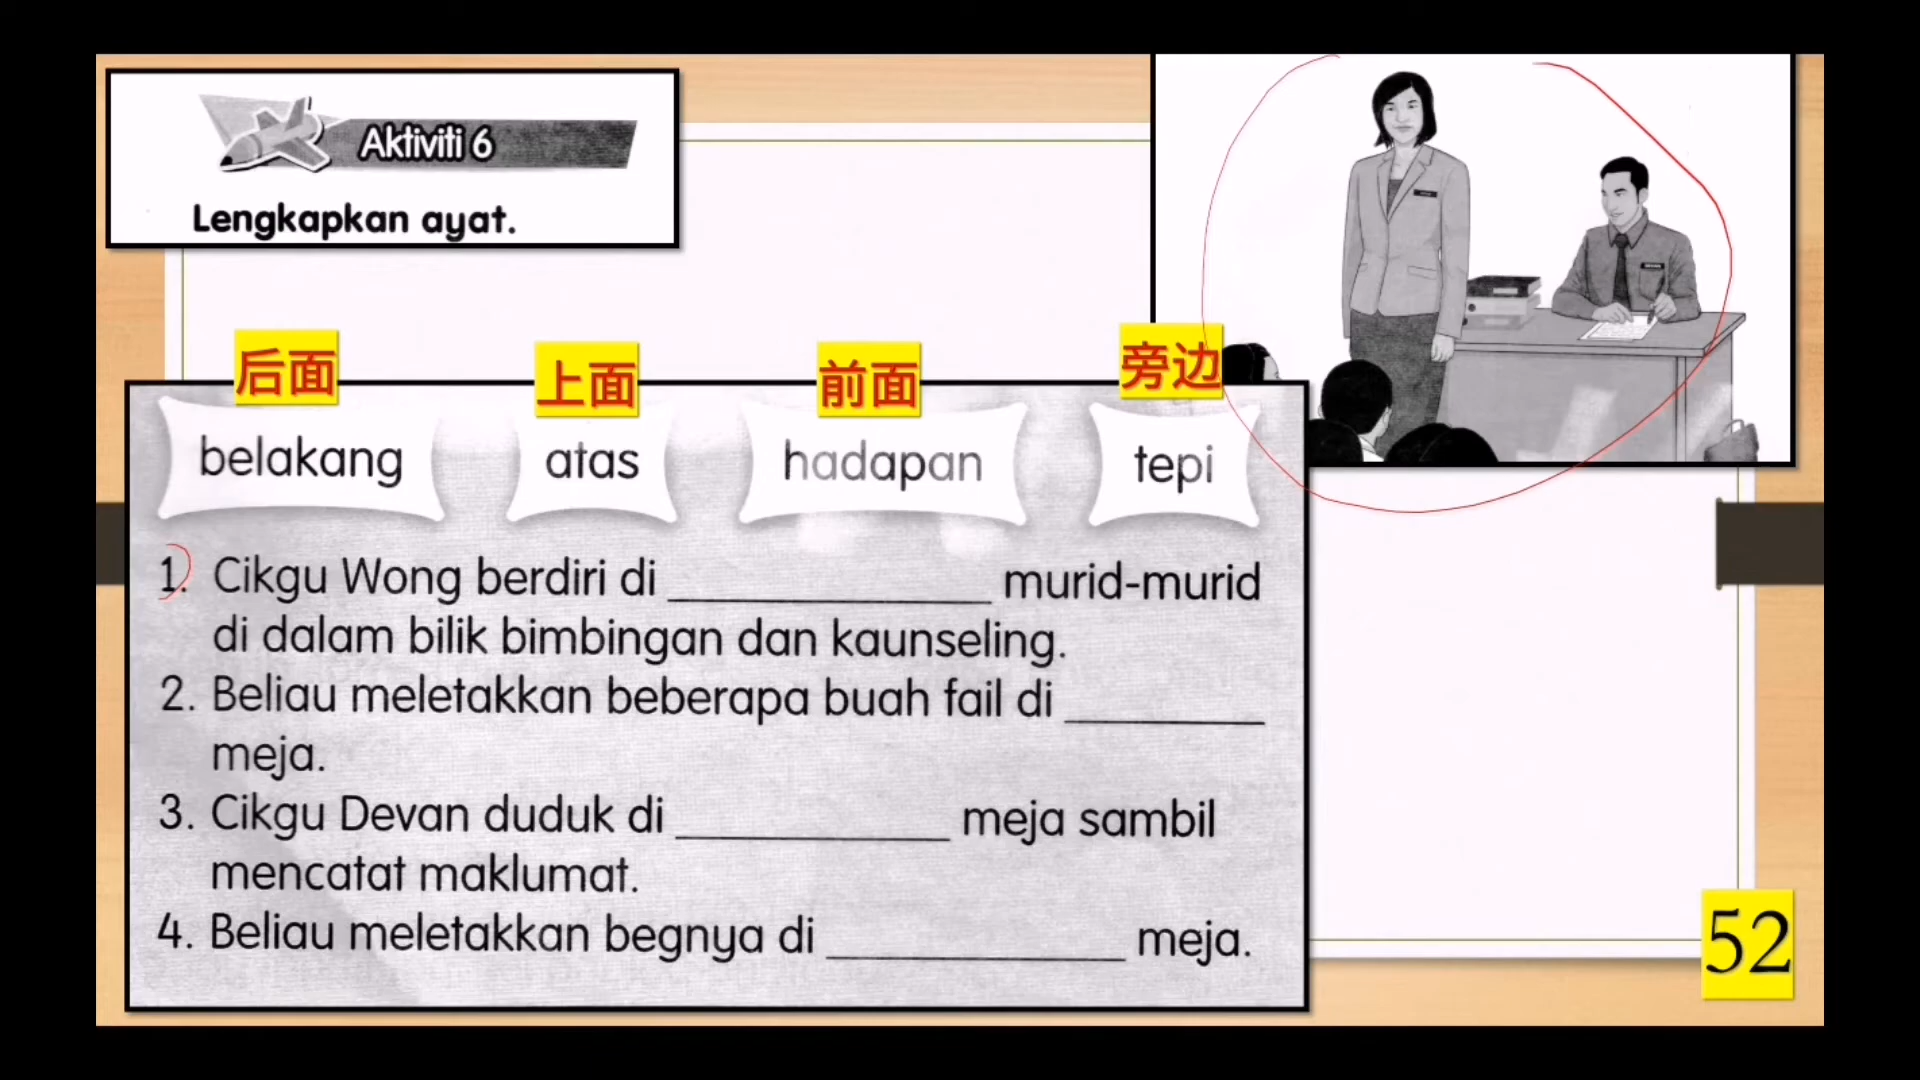 Aktiviti 6
Lengkapkan ayat.
后面
上面
前面
旁边
belakang
atas
hadapan
tepi
1. Cikgu Wong berdiri di ____________ murid-murid
di dalam bilik bimbingan dan kaunseling.
2. Beliau meletakkan beberapa buah fail di ________
meja.
3. Cikgu Devan duduk di ___________ meja sambil
mencatat maklumat.
4. Beliau meletakkan begnya di ____________ meja.
52